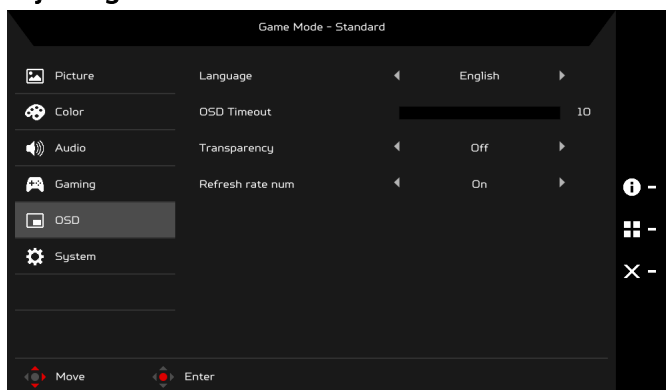 Game Mode - Standard
Picture
Language English
Color
OSD Timeout 10
Audio
Transparency Off
Gaming
Refresh rate num On
OSD
System
Move Enter